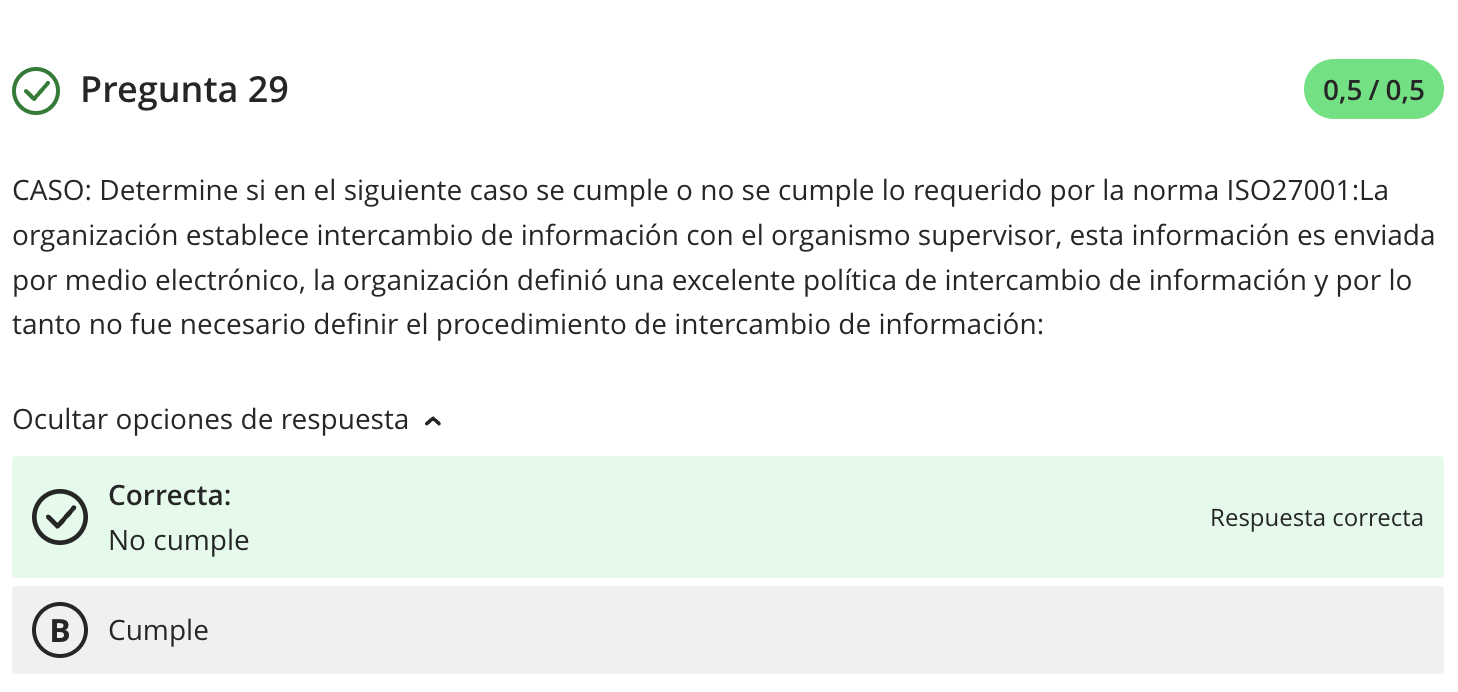 Pregunta 29
0,5 / 0,5
CASO: Determine si en el siguiente caso se cumple o no se cumple lo requerido por la norma ISO27001:La
organización establece intercambio de información con el organismo supervisor, esta información es enviada
por medio electrónico, la organización definió una excelente política de intercambio de información y por lo
tanto no fue necesario definir el procedimiento de intercambio de información:
Ocultar opciones de respuesta
Correcta:
No cumple
Respuesta correcta
B Cumple